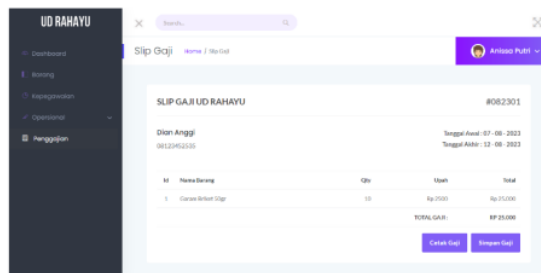 UD RAHAYU
Search..
Dashboard
Barang
Kepegawaian
Operasional
Penggajian
Slip Gaji Home / Slip Gaji
Anissa Putri
SLIP GAJI UD RAHAYU #082301
Dian Anggi
08123452535
Tanggal Awal : 07 - 08 - 2023
Tanggal Akhir : 12 - 08 - 2023
Id Nama Barang Qty Upah Total
1 10 Rp 2500 Rp 25.000
TOTAL GAJI : RP 25.000
Cetak Gaji Simpan Gaji